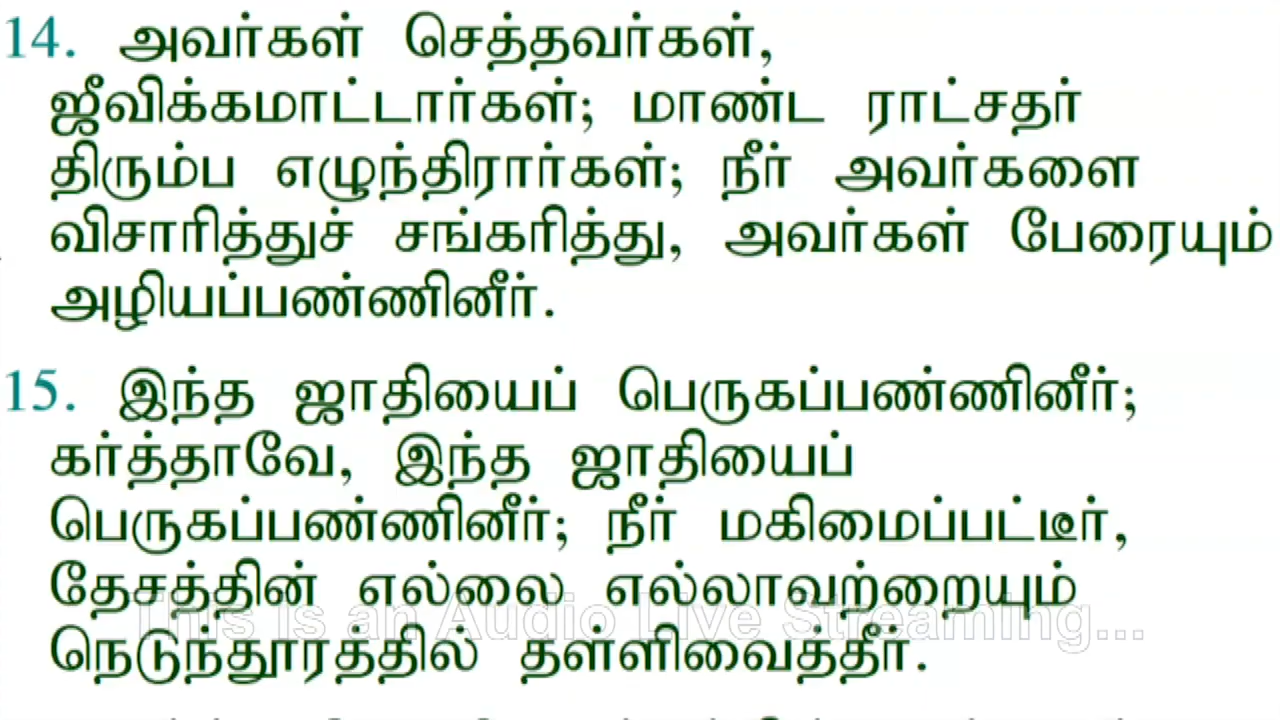 14. அவர்கள் செத்தவர்கள்,
ஜீவிக்கமாட்டார்கள்; மாண்ட ராட்சதர்
திரும்ப எழுந்திரார்கள்; நீர் அவர்களை
விசாரித்துச் சங்கரித்து, அவர்கள் பேரையும்
அழியப்பண்ணினீர்.
15. இந்த ஜாதியைப் பெருகப்பண்ணினீர்;
கர்த்தாவே, இந்த ஜாதியைப்
பெருகப்பண்ணினீர்; நீர் மகிமைப்பட்டீர்,
தேசத்தின் எல்லை எல்லாவற்றையும்
This is an Audio Live Streaming...
நெடுந்தூரத்தில் தள்ளிவைத்தீர்.